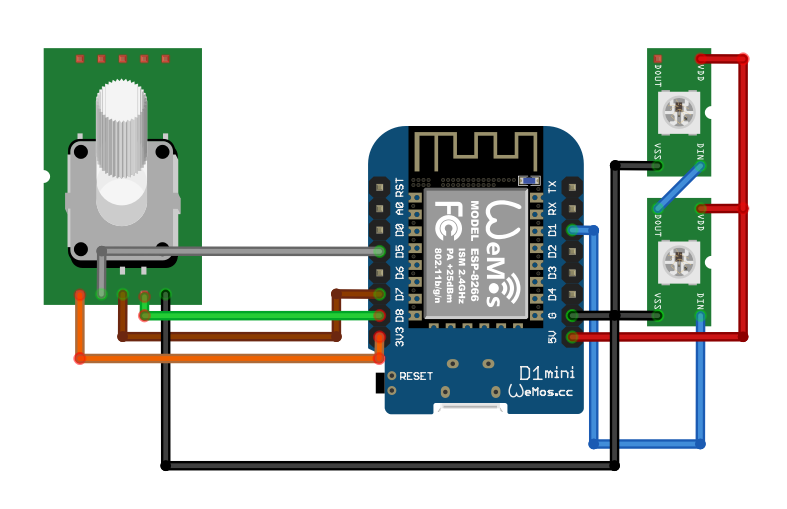 RST
A0
D0
D5
D6
D7
D8
3V3
TX
RX
D1
D2
D3
D4
G
5V
WeMos
MODEL ESP-8266
ISM 2.4GHz
PA +25dBm
802.11b/g/n
FC
RESET
D1mini
WeMos.cc
DOUT
VDD
VSS
DIN
DOUT
VDD
VSS
DIN